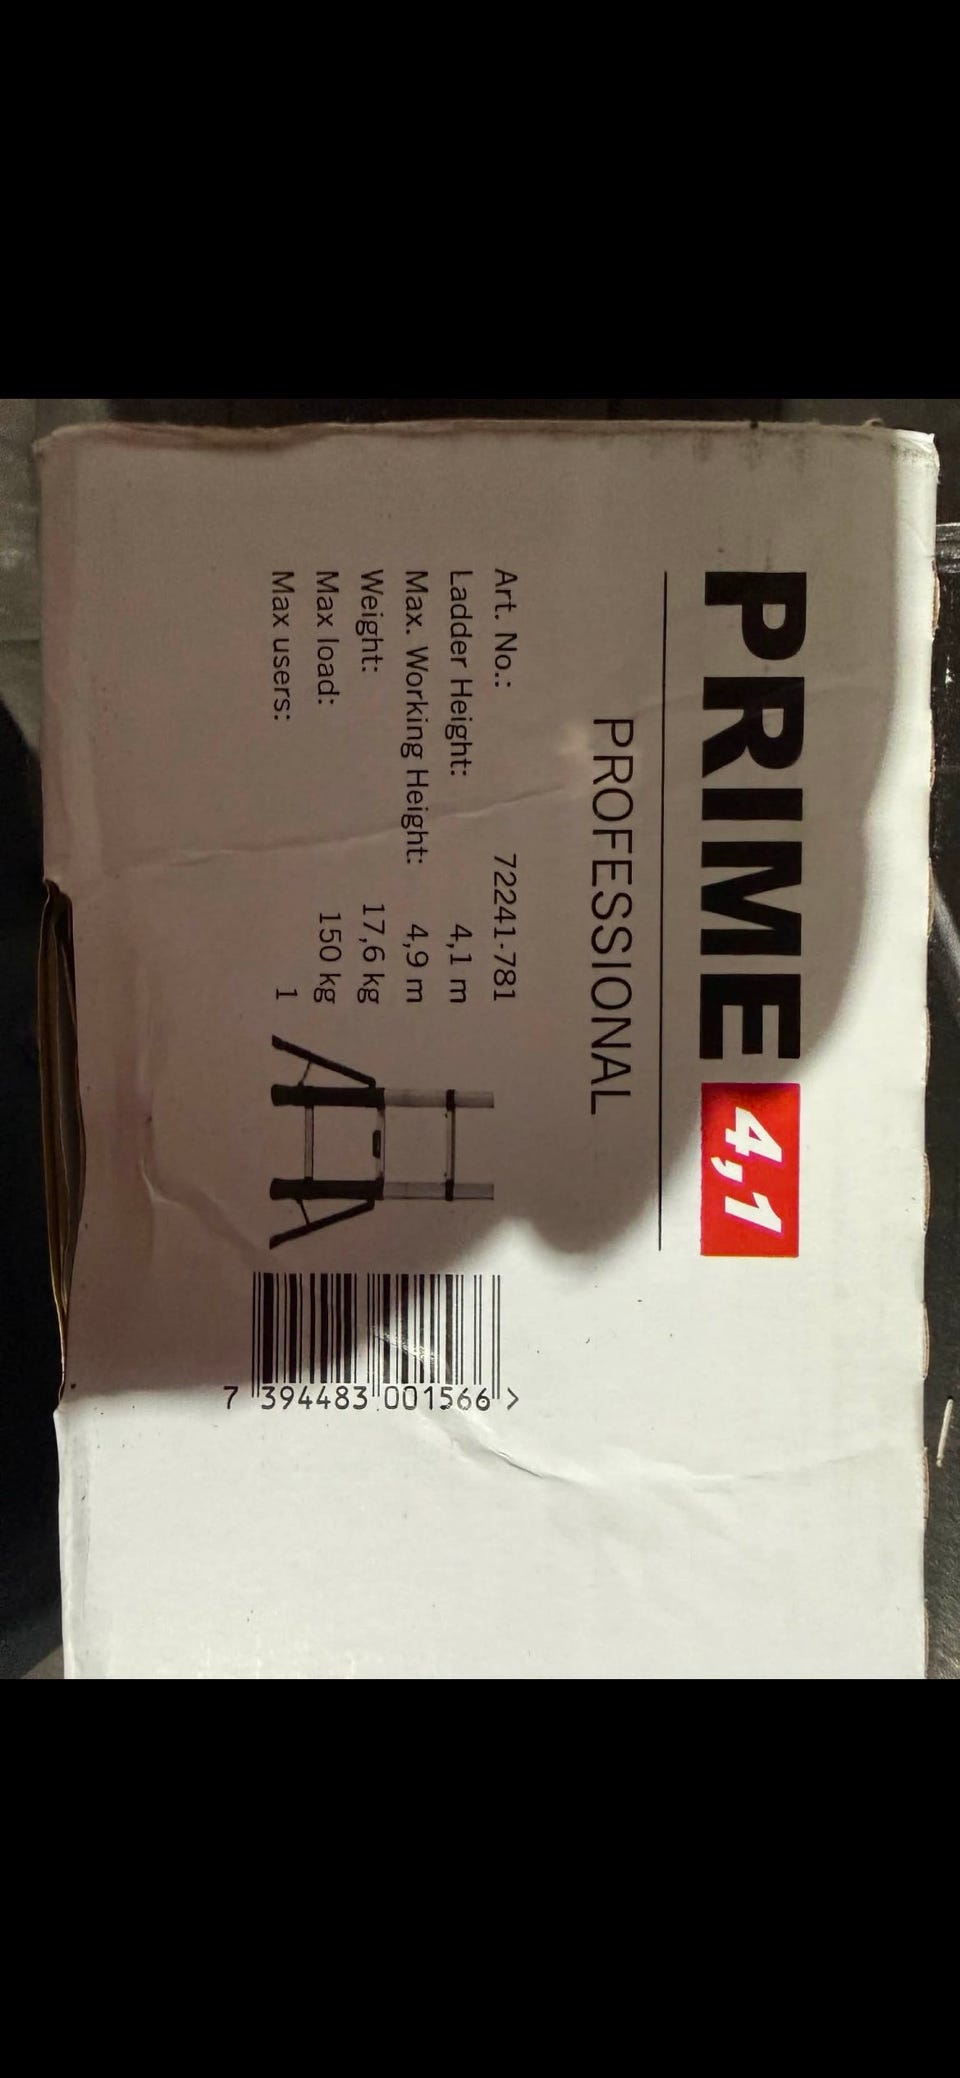 PRIME 4,1
PROFESSIONAL
Art. No.: 72241-781
Ladder Height: 4,1 m
Max. Working Height: 4,9 m
Weight: 17,6 kg
Max load: 150 kg
Max users: 1
7 394483 001566 >